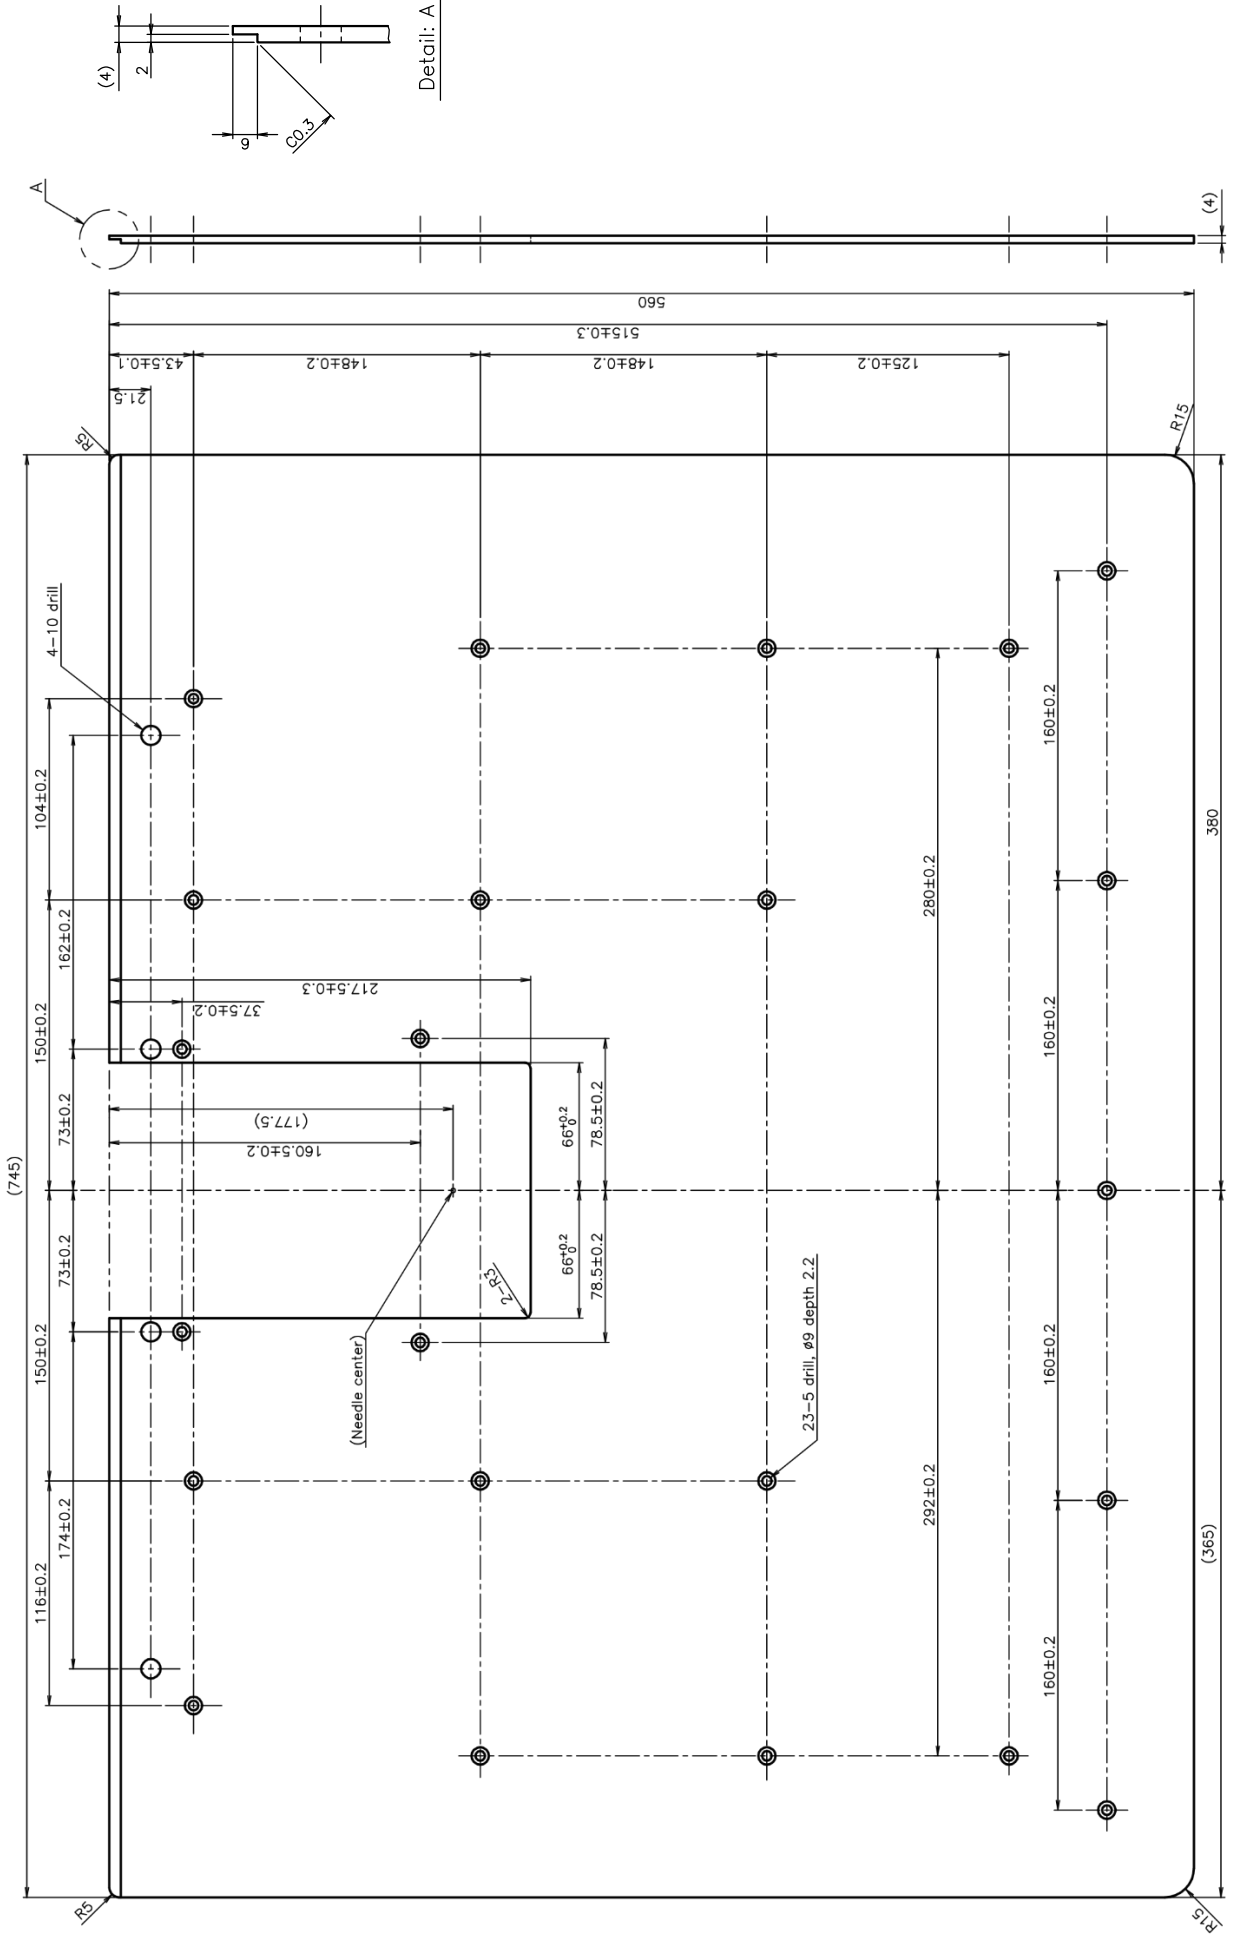 Detail: A
(4)
2
6
C0.3
A
(4)
560
515±0.3
43.5±0.1
148±0.2
148±0.2
125±0.2
21.5
R5
R15
4-10 drill
(745)
104±0.2
162±0.2
150±0.2
73±0.2
73±0.2
150±0.2
174±0.2
116±0.2
217.5±0.3
37.5±0.2
(177.5)
160.5±0.2
66 +0.2 0
78.5±0.2
66 +0.2 0
78.5±0.2
2-R3
(Needle center)
23-5 drill, ø9 depth 2.2
280±0.2
292±0.2
160±0.2
160±0.2
160±0.2
160±0.2
380
(365)
R5
R15